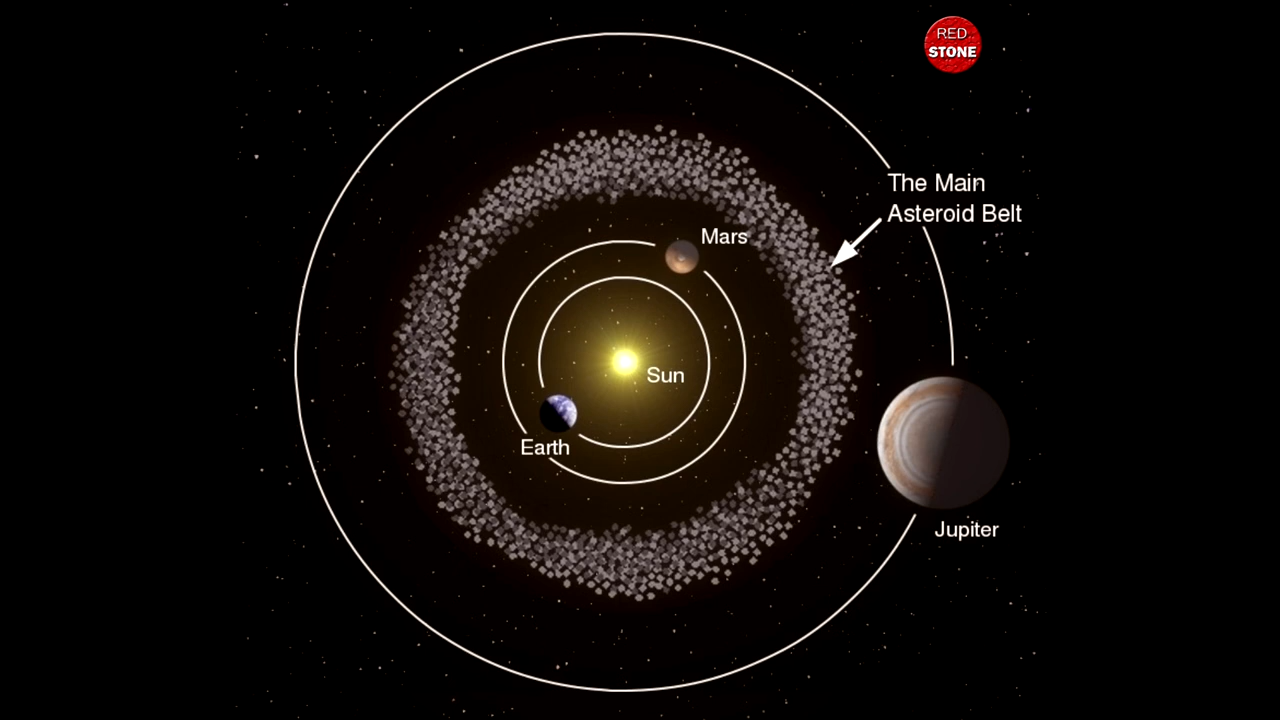 RED
STONE
The Main
Asteroid Belt
Mars
Sun
Earth
Jupiter